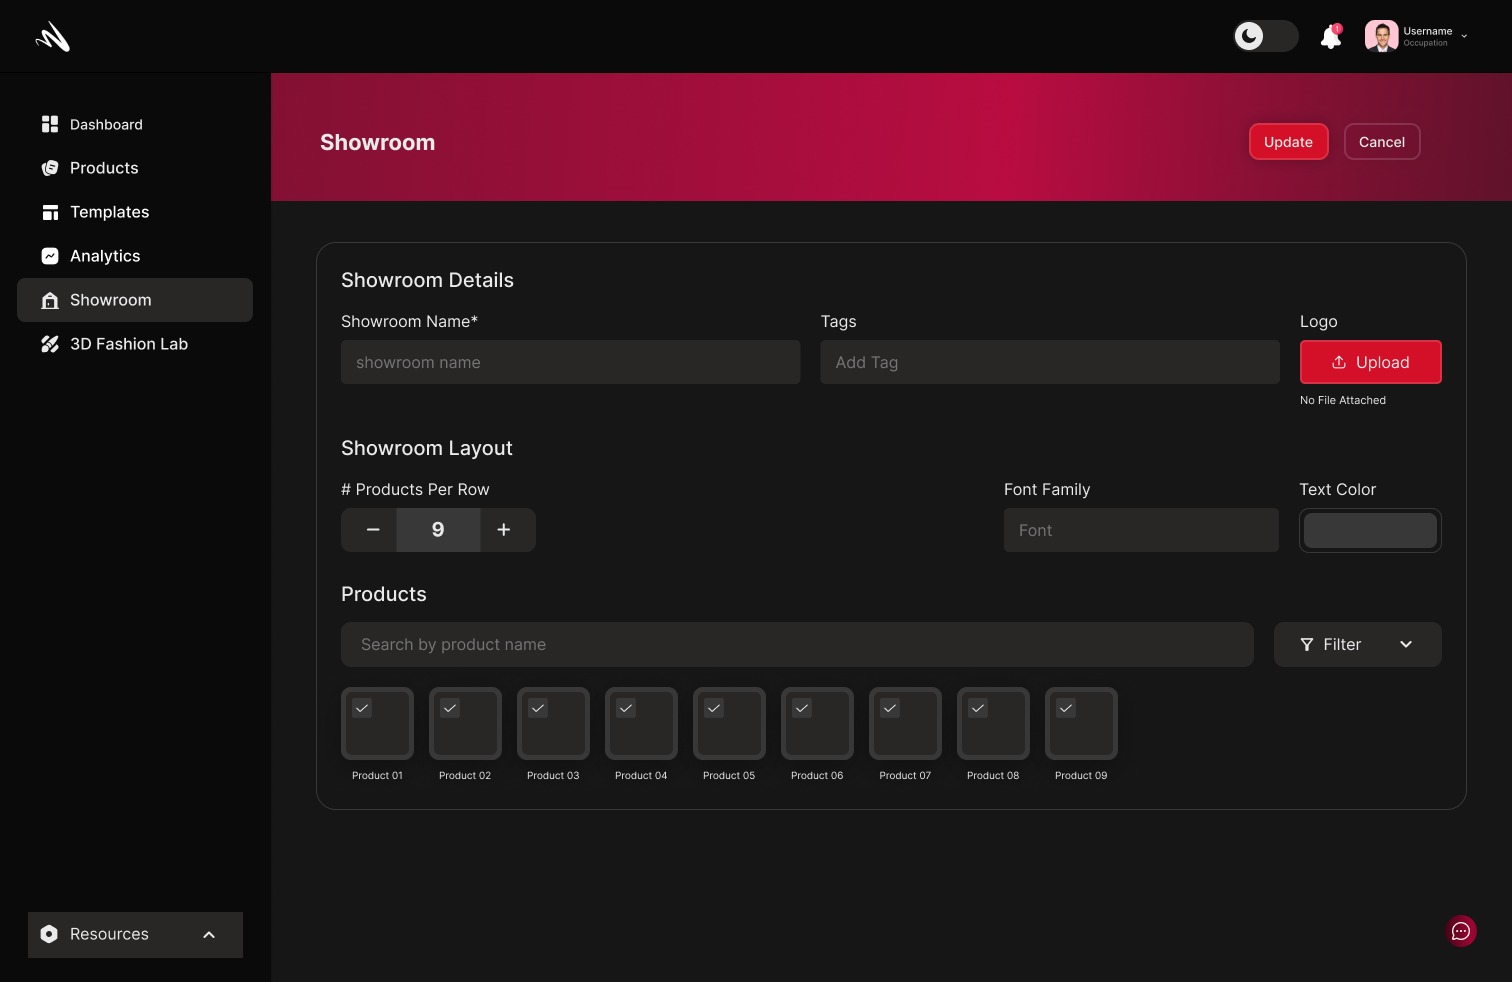 1
Username
Occupation
Dashboard
Products
Templates
Analytics
Showroom
3D Fashion Lab
Resources
Showroom
Update
Cancel
Showroom Details
Showroom Name*
Tags
Logo
showroom name
Add Tag
Upload
No File Attached
Showroom Layout
# Products Per Row
Font Family
Text Color
9
Font
Products
Search by product name
Filter
Product 01
Product 02
Product 03
Product 04
Product 05
Product 06
Product 07
Product 08
Product 09